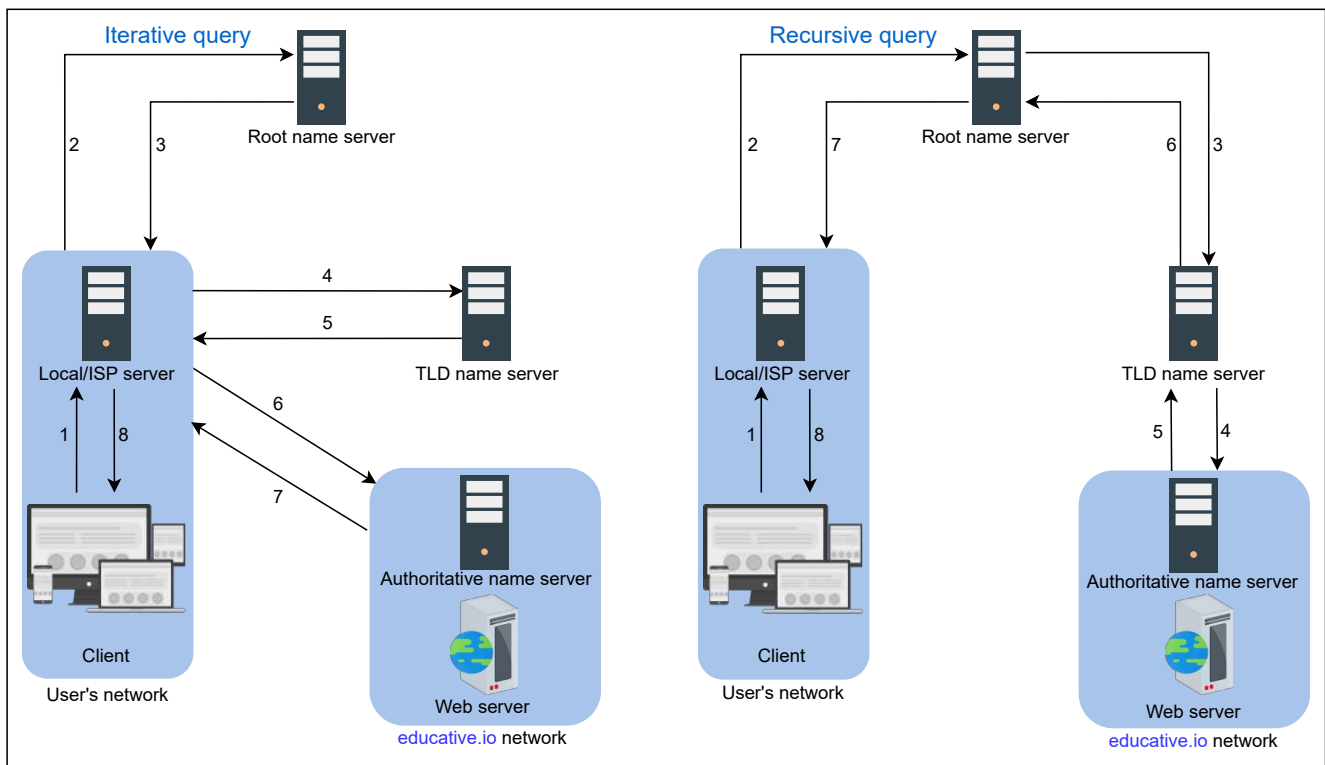 Iterative query
Root name server
2
3
4
5
Local/ISP server
TLD name server
1
8
6
7
Authoritative name server
Client
User's network
Web server
educative.io network
Recursive query
Root name server
2
7
6
3
Local/ISP server
TLD name server
1
8
5
4
Authoritative name server
Client
User's network
Web server
educative.io network